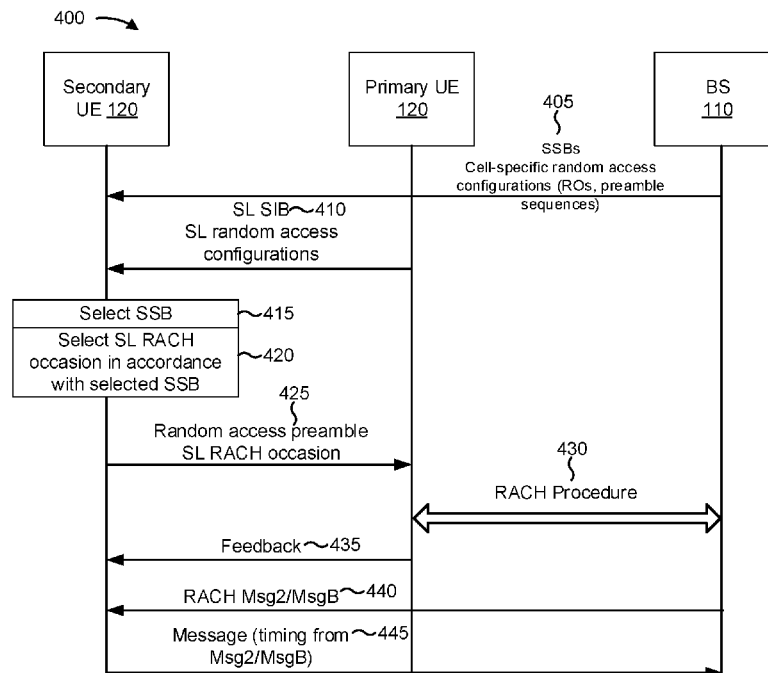 400
Secondary
UE 120
Primary UE
120
BS
110
405
SSBs
Cell-specific random access
configurations (ROs, preamble
sequences)
SL SIB 410
SL random access
configurations
Select SSB 415
Select SL RACH
occasion in accordance
with selected SSB
420
425
Random access preamble
SL RACH occasion
430
RACH Procedure
Feedback 435
RACH Msg2/MsgB 440
Message (timing from
Msg2/MsgB)
445